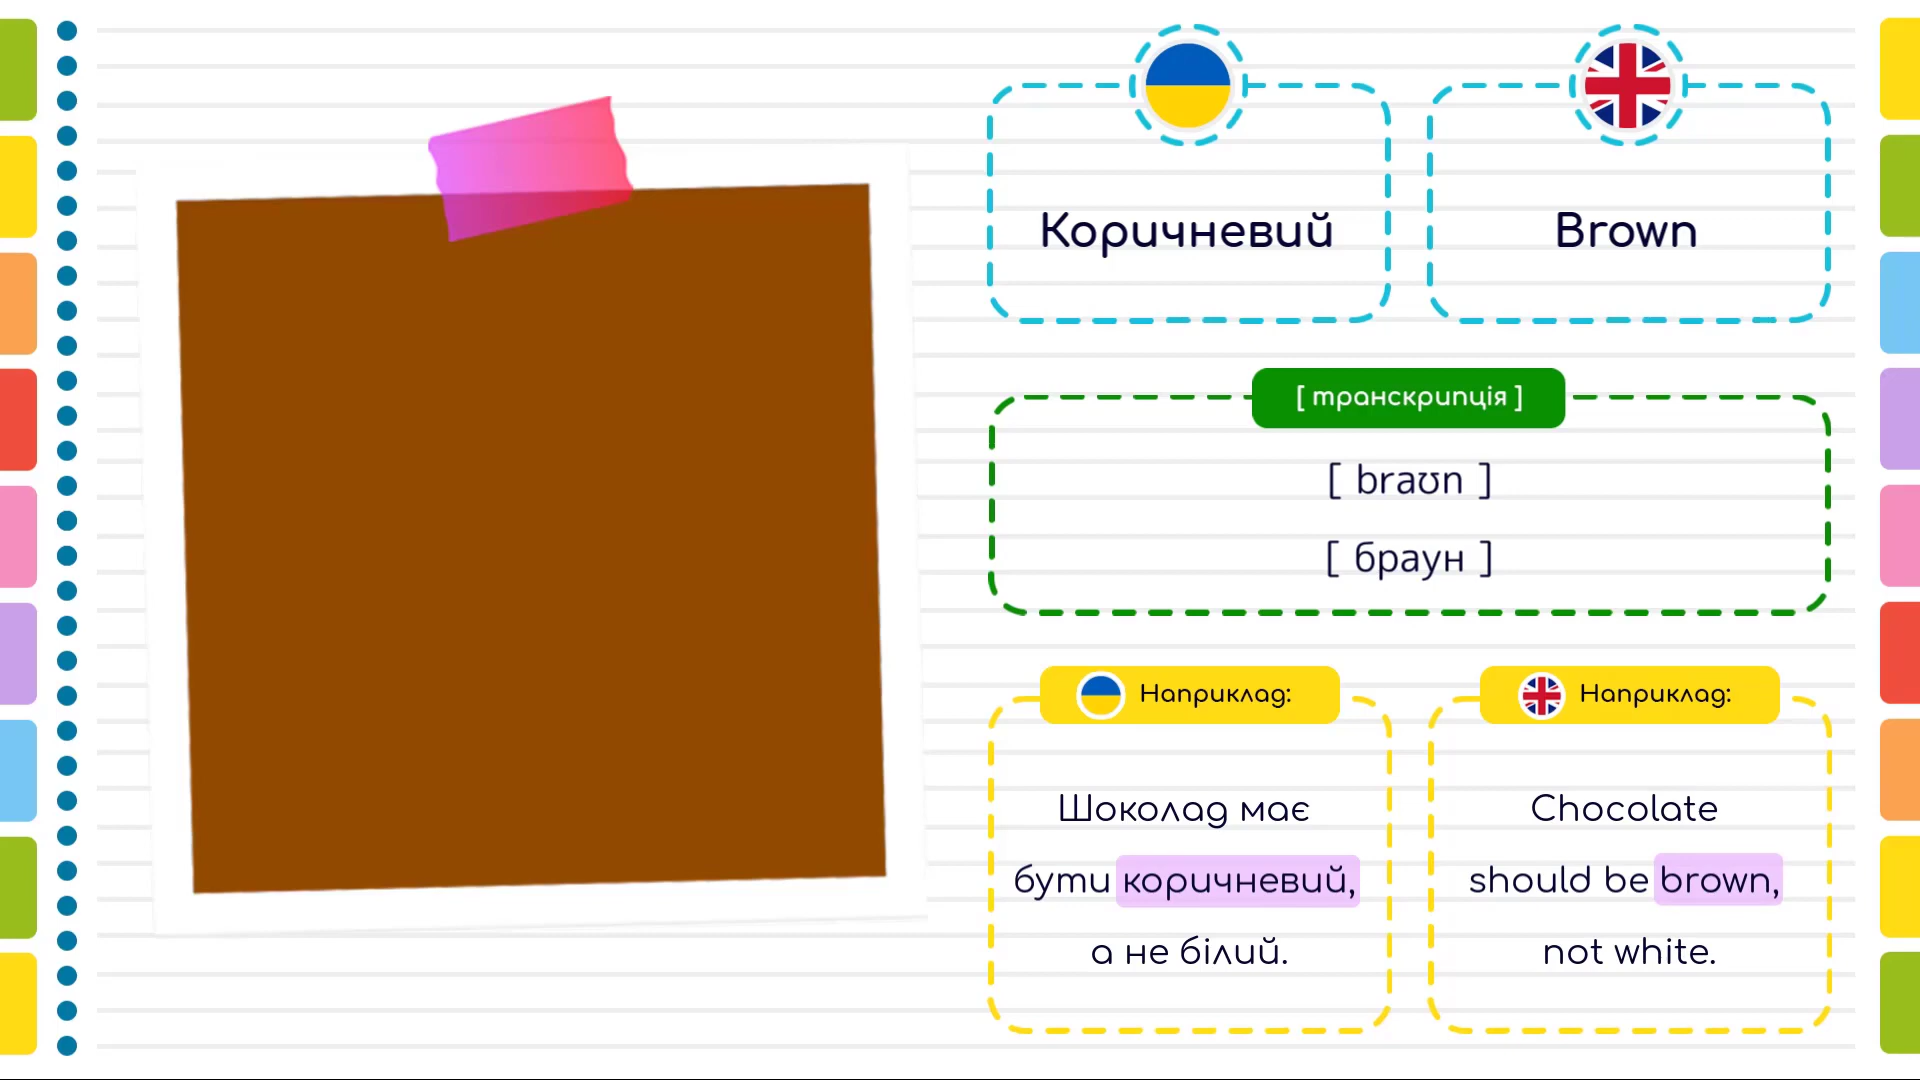 Коричневий
Brown
[ транскрипція ]
[ braʊn ]
[ браун ]
Наприклад:
Шоколад має
бути коричневий,
а не білий.
Наприклад:
Chocolate
should be brown,
not white.